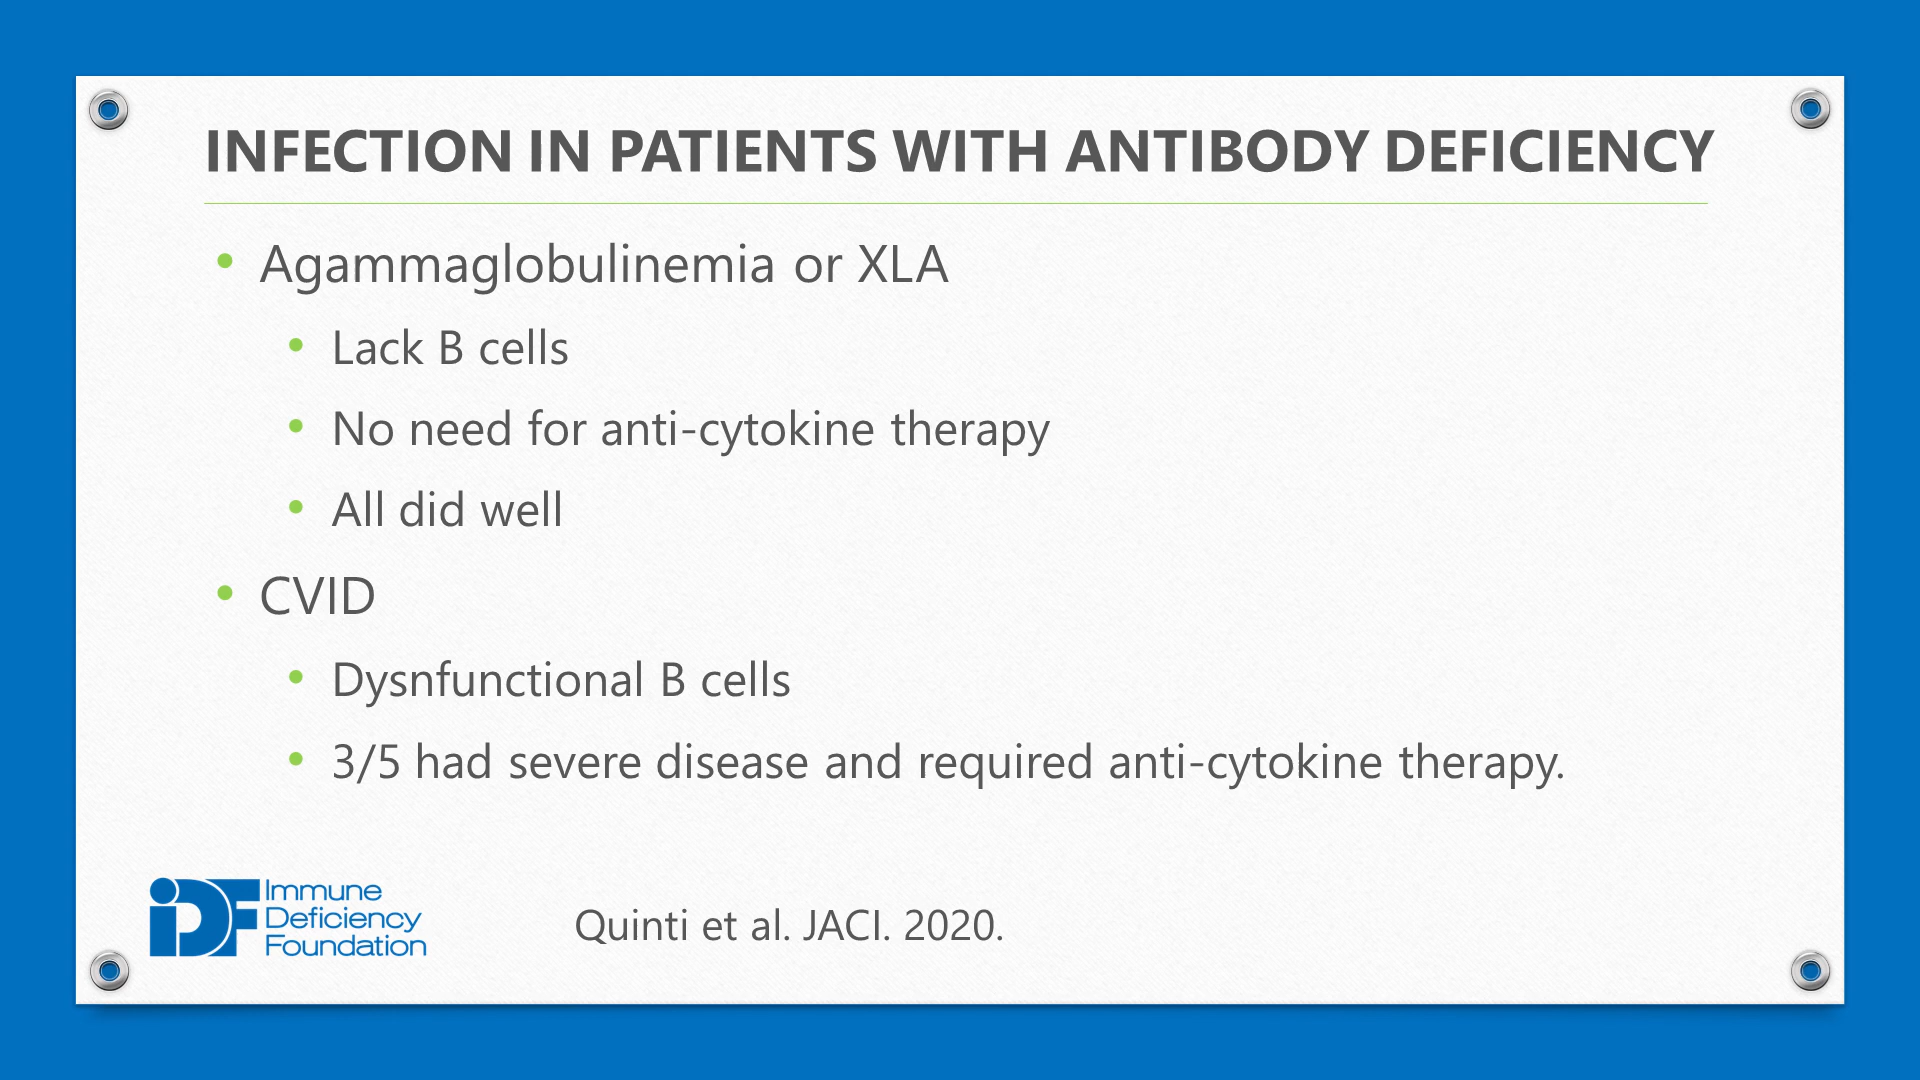 INFECTION IN PATIENTS WITH ANTIBODY DEFICIENCY
• Agammaglobulinemia or XLA
• Lack B cells
• No need for anti-cytokine therapy
• All did well
• CVID
• Dysnfunctional B cells
• 3/5 had severe disease and required anti-cytokine therapy.
iDF Immune
Deficiency
Foundation
Quinti et al. JACI. 2020.